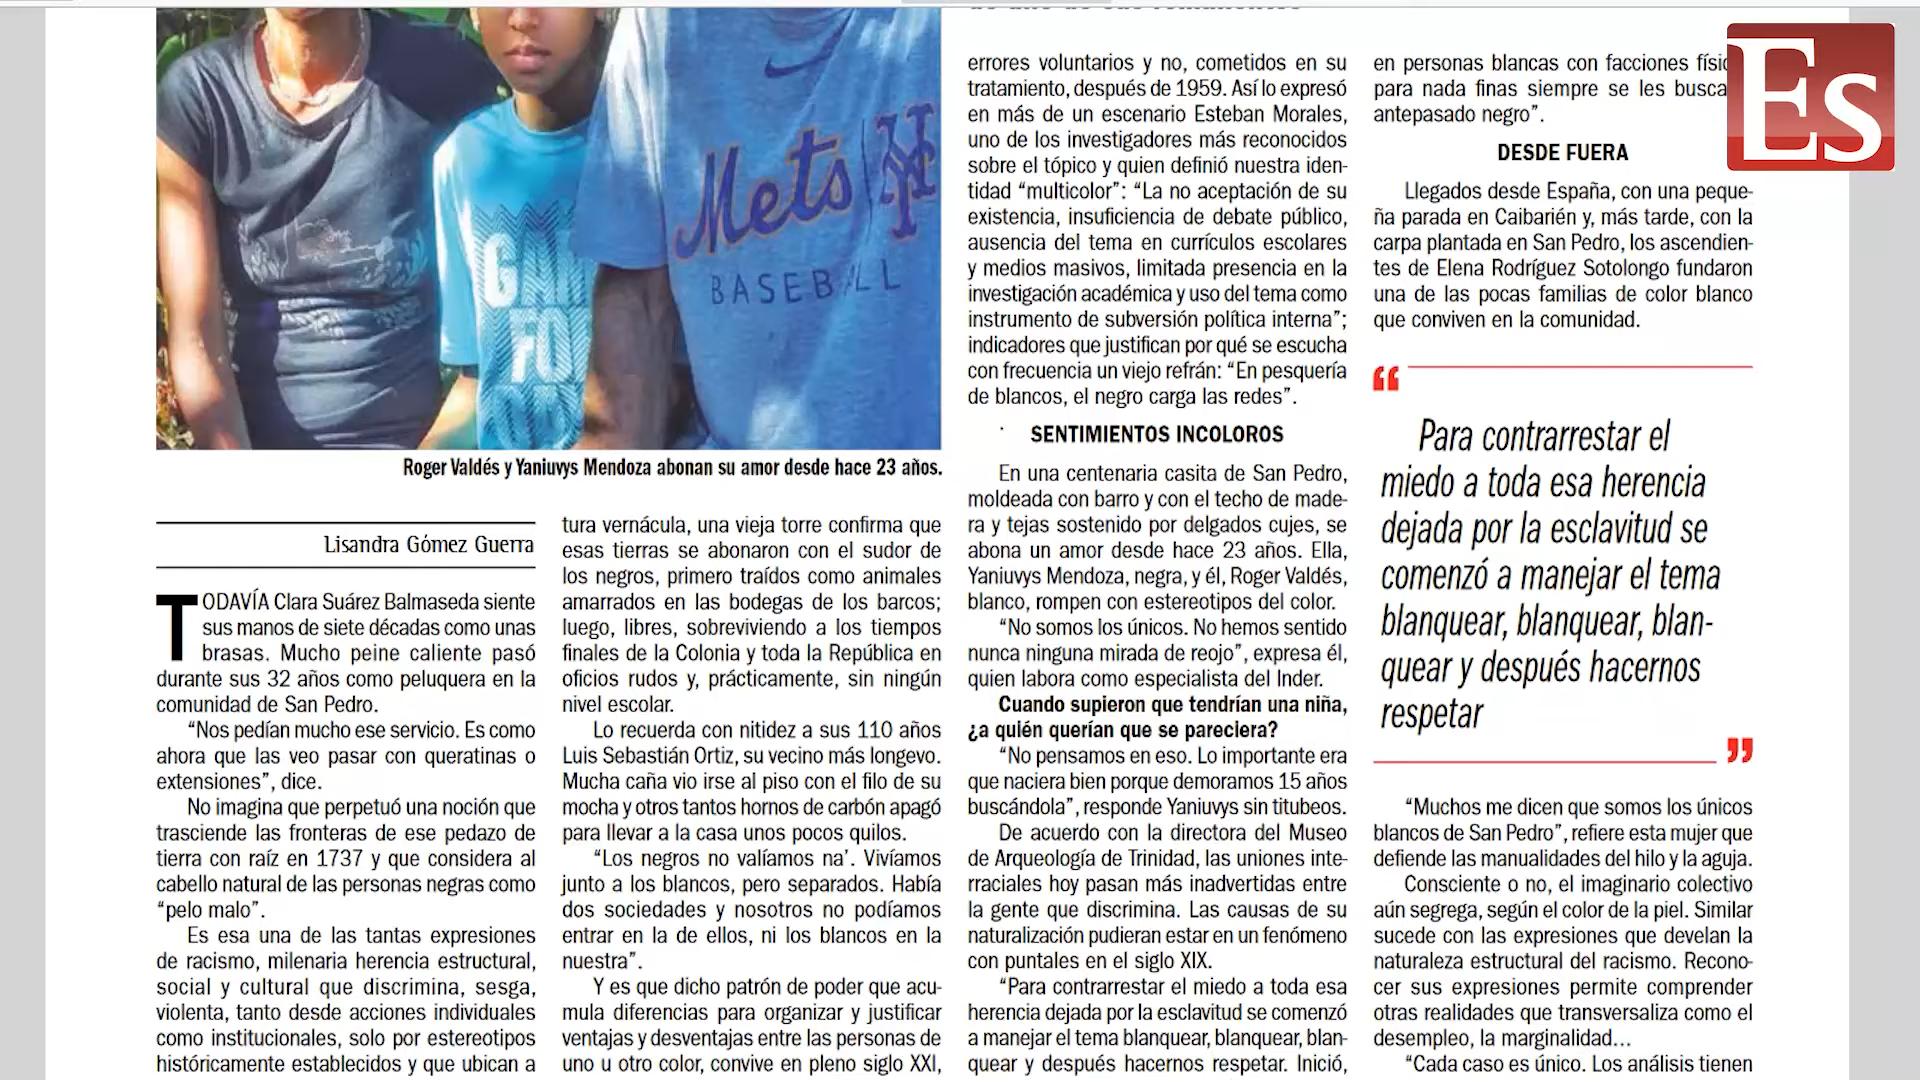 Mets
NY
BASEBALL
Roger Valdés y Yaniuvys Mendoza abonan su amor desde hace 23 años.
Lisandra Gómez Guerra
TODAVÍA Clara Suárez Balmaseda siente
sus manos de siete décadas como unas
brasas. Mucho peine caliente pasó
durante sus 32 años como peluquera en la
comunidad de San Pedro.
“Nos pedían mucho ese servicio. Es como
ahora que las veo pasar con queratinas o
extensiones”, dice.
No imagina que perpetuó una noción que
trasciende las fronteras de ese pedazo de
tierra con raíz en 1737 y que considera al
cabello natural de las personas negras como
“pelo malo”.
Es esa una de las tantas expresiones
de racismo, milenaria herencia estructural,
social y cultural que discrimina, sesga,
violenta, tanto desde acciones individuales
como institucionales, solo por estereotipos
históricamente establecidos y que ubican a
tura vernácula, una vieja torre confirma que
esas tierras se abonaron con el sudor de
los negros, primero traídos como animales
amarrados en las bodegas de los barcos;
luego, libres, sobreviviendo a los tiempos
finales de la Colonia y toda la República en
oficios rudos y, prácticamente, sin ningún
nivel escolar.
Lo recuerda con nitidez a sus 110 años
Luis Sebastián Ortiz, su vecino más longevo.
Mucha caña vio irse al piso con el filo de su
mocha y otros tantos hornos de carbón apagó
para llevar a la casa unos pocos quilos.
“Los negros no valíamos na’. Vivíamos
junto a los blancos, pero separados. Había
dos sociedades y nosotros no podíamos
entrar en la de ellos, ni los blancos en la
nuestra”.
Y es que dicho patrón de poder que acu-
mula diferencias para organizar y justificar
ventajas y desventajas entre las personas de
uno u otro color, convive en pleno siglo XXI,
errores voluntarios y no, cometidos en su
tratamiento, después de 1959. Así lo expresó
en más de un escenario Esteban Morales,
uno de los investigadores más reconocidos
sobre el tópico y quien definió nuestra iden-
tidad “multicolor”: “La no aceptación de su
existencia, insuficiencia de debate público,
ausencia del tema en currículos escolares
y medios masivos, limitada presencia en la
investigación académica y uso del tema como
instrumento de subversión política interna”;
indicadores que justifican por qué se escucha
con frecuencia un viejo refrán: “En pesquería
de blancos, el negro carga las redes”.
SENTIMIENTOS INCOLOROS
En una centenaria casita de San Pedro,
moldeada con barro y con el techo de made-
ra y tejas sostenido por delgados cujes, se
abona un amor desde hace 23 años. Ella,
Yaniuvys Mendoza, negra, y él, Roger Valdés,
blanco, rompen con estereotipos del color.
“No somos los únicos. No hemos sentido
nunca ninguna mirada de reojo”, expresa él,
quien labora como especialista del Inder.
Cuando supieron que tendrían una niña,
¿a quién querían que se pareciera?
“No pensamos en eso. Lo importante era
que naciera bien porque demoramos 15 años
buscándola”, responde Yaniuvys sin titubeos.
De acuerdo con la directora del Museo
de Arqueología de Trinidad, las uniones inte-
rraciales hoy pasan más inadvertidas entre
la gente que discrimina. Las causas de su
naturalización pudieran estar en un fenómeno
con puntales en el siglo XIX.
“Para contrarrestar el miedo a toda esa
herencia dejada por la esclavitud se comenzó
a manejar el tema blanquear, blanquear, blan-
quear y después hacernos respetar. Inició,
en personas blancas con facciones
para nada finas siempre se les
antepasado negro”.
DESDE FUERA
Llegados desde España, con una peque-
ña parada en Caibarién y, más tarde, con la
carpa plantada en San Pedro, los ascendien-
tes de Elena Rodríguez Sotolongo fundaron
una de las pocas familias de color blanco
que conviven en la comunidad.
“
Para contrarrestar el
miedo a toda esa herencia
dejada por la esclavitud se
comenzó a manejar el tema
blanquear, blanquear, blan-
quear y después hacernos
respetar
”
“Muchos me dicen que somos los únicos
blancos de San Pedro”, refiere esta mujer que
defiende las manualidades del hilo y la aguja.
Consciente o no, el imaginario colectivo
aún segrega, según el color de la piel. Similar
sucede con las expresiones que develan la
naturaleza estructural del racismo. Recono-
cer sus expresiones permite comprender
otras realidades que transversaliza como el
desempleo, la marginalidad...
“Cada caso es único. Los análisis tienen
Es